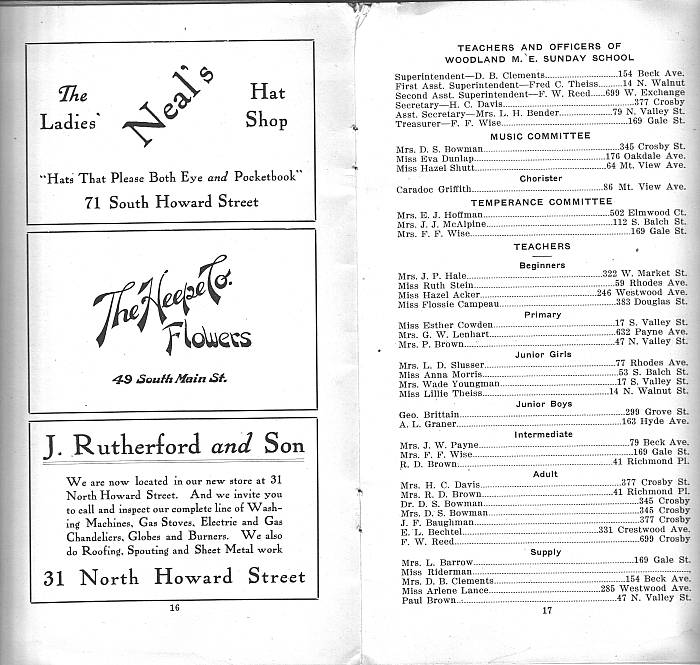 The
Ladies'
Neal's
Hat
Shop
"Hats That Please Both Eye and Pocketbook"
71 South Howard Street
The Heepe Co.
Flowers
49 South Main St.
J. Rutherford and Son
We are now located in our new store at 31
North Howard Street. And we invite you
to call and inspect our complete line of Wash-
ing Machines, Gas Stoves, Electric and Gas
Chandeliers, Globes and Burners. We also
do Roofing, Spouting and Sheet Metal work
31 North Howard Street
16
TEACHERS AND OFFICERS OF
WOODLAND M. E. SUNDAY SCHOOL
Superintendent—D. B. Clements....................154 Beck Ave.
First Asst. Superintendent—Fred C. Theiss.........14 N. Walnut
Second Asst. Superintendent—F. W. Reed......699 W. Exchange
Secretary—H. C. Davis....................377 Crosby
Asst. Secretary—Mrs. L. H. Bender....................79 N. Valley St.
Treasurer—F. F. Wise....................169 Gale St.
MUSIC COMMITTEE
Mrs. D. S. Bowman....................345 Crosby St.
Miss Eva Dunlap....................176 Oakdale Ave.
Miss Hazel Shutt....................64 Mt. View Ave.
Chorister
Caradoc Griffith....................86 Mt. View Ave.
TEMPERANCE COMMITTEE
Mrs. E. J. Hoffman....................502 Elmwood Ct.
Mrs. J. J. McAlpine....................112 S. Balch St.
Mrs. F. F. Wise....................169 Gale St.
TEACHERS
Beginners
Mrs. J. P. Hale....................322 W. Market St.
Miss Ruth Stein....................59 Rhodes Ave.
Miss Hazel Acker....................246 Westwood Ave.
Miss Flossie Campeau....................383 Douglas St.
Primary
Miss Esther Cowden....................17 S. Valley St.
Mrs. G. W. Lenhart....................632 Payne Ave.
Mrs. P. Brown....................47 N. Valley St.
Junior Girls
Mrs. L. D. Slusser....................77 Rhodes Ave.
Miss Anna Morris....................53 S. Balch St.
Mrs. Wade Youngman....................17 S. Valley St.
Miss Lillie Theiss....................14 N. Walnut St.
Junior Boys
Geo. Brittain....................299 Grove St.
A. L. Graner....................163 Hyde Ave.
Intermediate
Mrs. J. W. Payne....................79 Beck Ave.
Mrs. F. F. Wise....................169 Gale St.
R. D. Brown....................41 Richmond Pl.
Adult
Mrs. H. C. Davis....................377 Crosby St.
Mrs. R. D. Brown....................41 Richmond Pl.
Dr. D. S. Bowman....................345 Crosby
Mrs. D. S. Bowman....................345 Crosby
J. F. Baughman....................377 Crosby
E. L. Bechtel....................331 Crestwood Ave.
F. W. Reed....................699 Crosby
Supply
Mrs. L. Barrow....................169 Gale St.
Miss Riderman....................
Mrs. D. B. Clements....................154 Beck Ave.
Miss Arlene Lance....................285 Westwood Ave.
Paul Brown....................47 N. Valley St.
17